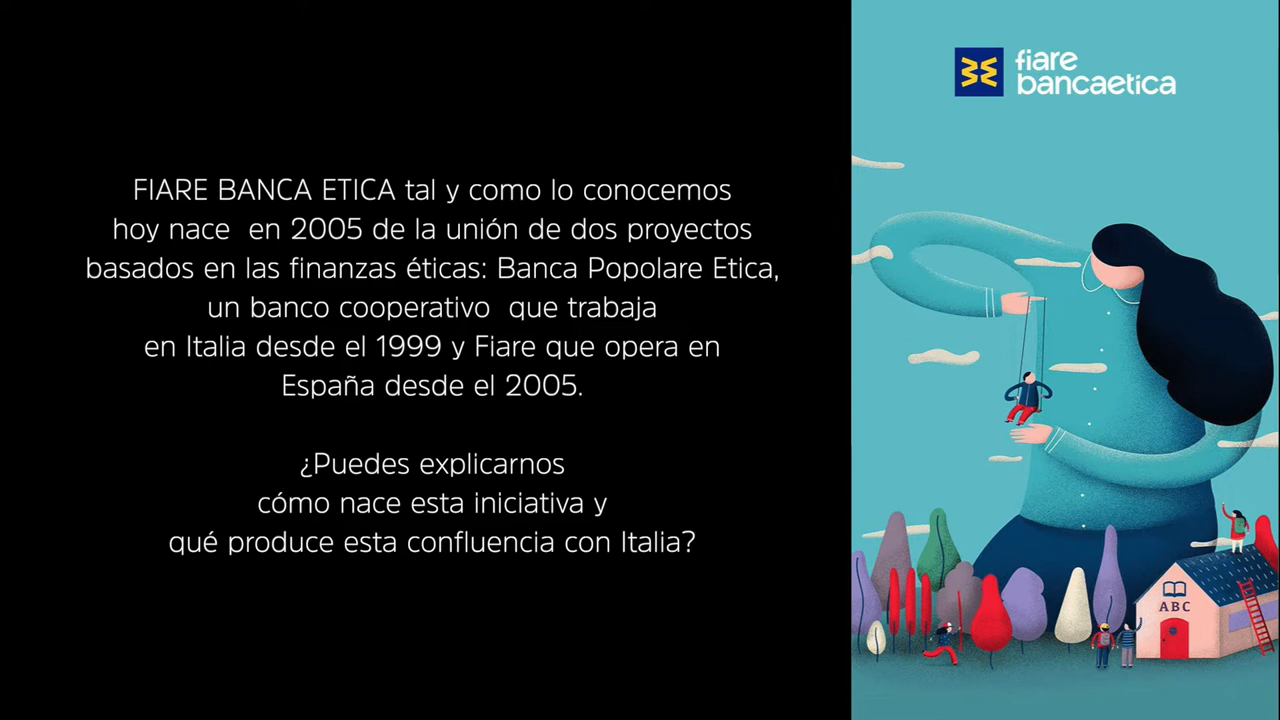 FIARE BANCA ETICA tal y como lo conocemos
hoy nace en 2005 de la unión de dos proyectos
basados en las finanzas éticas: Banca Popolare Etica,
un banco cooperativo que trabaja
en Italia desde el 1999 y Fiare que opera en
España desde el 2005.
¿Puedes explicarnos
cómo nace esta iniciativa y
qué produce esta confluencia con Italia?
fiare
bancaetica
ABC